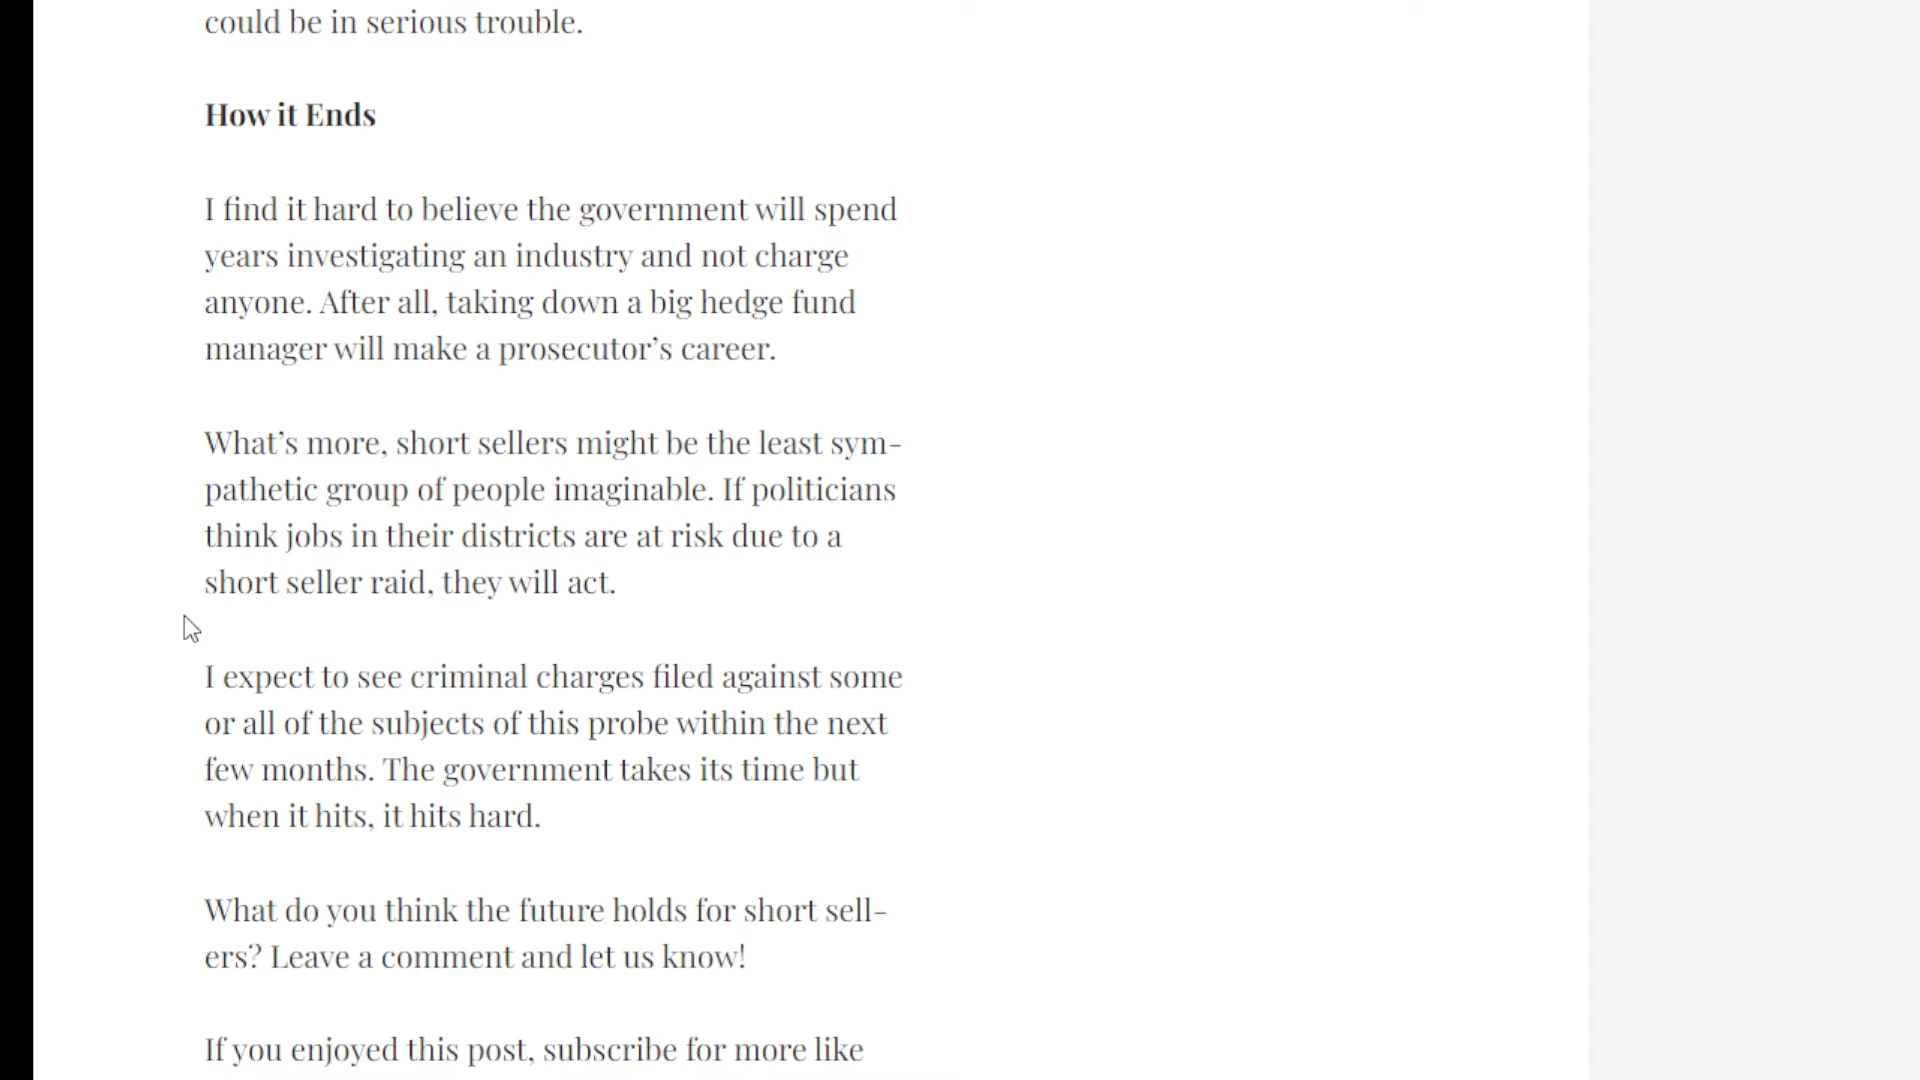 could be in serious trouble.
How it Ends
I find it hard to believe the government will spend
years investigating an industry and not charge
anyone. After all, taking down a big hedge fund
manager will make a prosecutor’s career.
What’s more, short sellers might be the least sym-
pathetic group of people imaginable. If politicians
think jobs in their districts are at risk due to a
short seller raid, they will act.
I expect to see criminal charges filed against some
or all of the subjects of this probe within the next
few months. The government takes its time but
when it hits, it hits hard.
What do you think the future holds for short sell-
ers? Leave a comment and let us know!
If you enjoyed this post, subscribe for more like